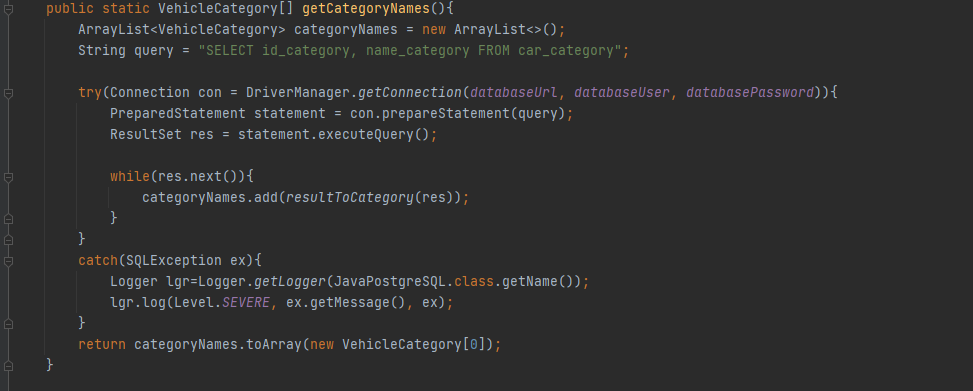 public static VehicleCategory[] getCategoryNames(){
    ArrayList<VehicleCategory> categoryNames = new ArrayList<>();
    String query = "SELECT id_category, name_category FROM car_category";

    try(Connection con = DriverManager.getConnection(databaseUrl, databaseUser, databasePassword)){
        PreparedStatement statement = con.prepareStatement(query);
        ResultSet res = statement.executeQuery();

        while(res.next()){
            categoryNames.add(resultToCategory(res));
        }
    }
    catch(SQLException ex){
        Logger lgr=Logger.getLogger(JavaPostgreSQL.class.getName());
        lgr.log(Level.SEVERE, ex.getMessage(), ex);
    }
    return categoryNames.toArray(new VehicleCategory[0]);
}